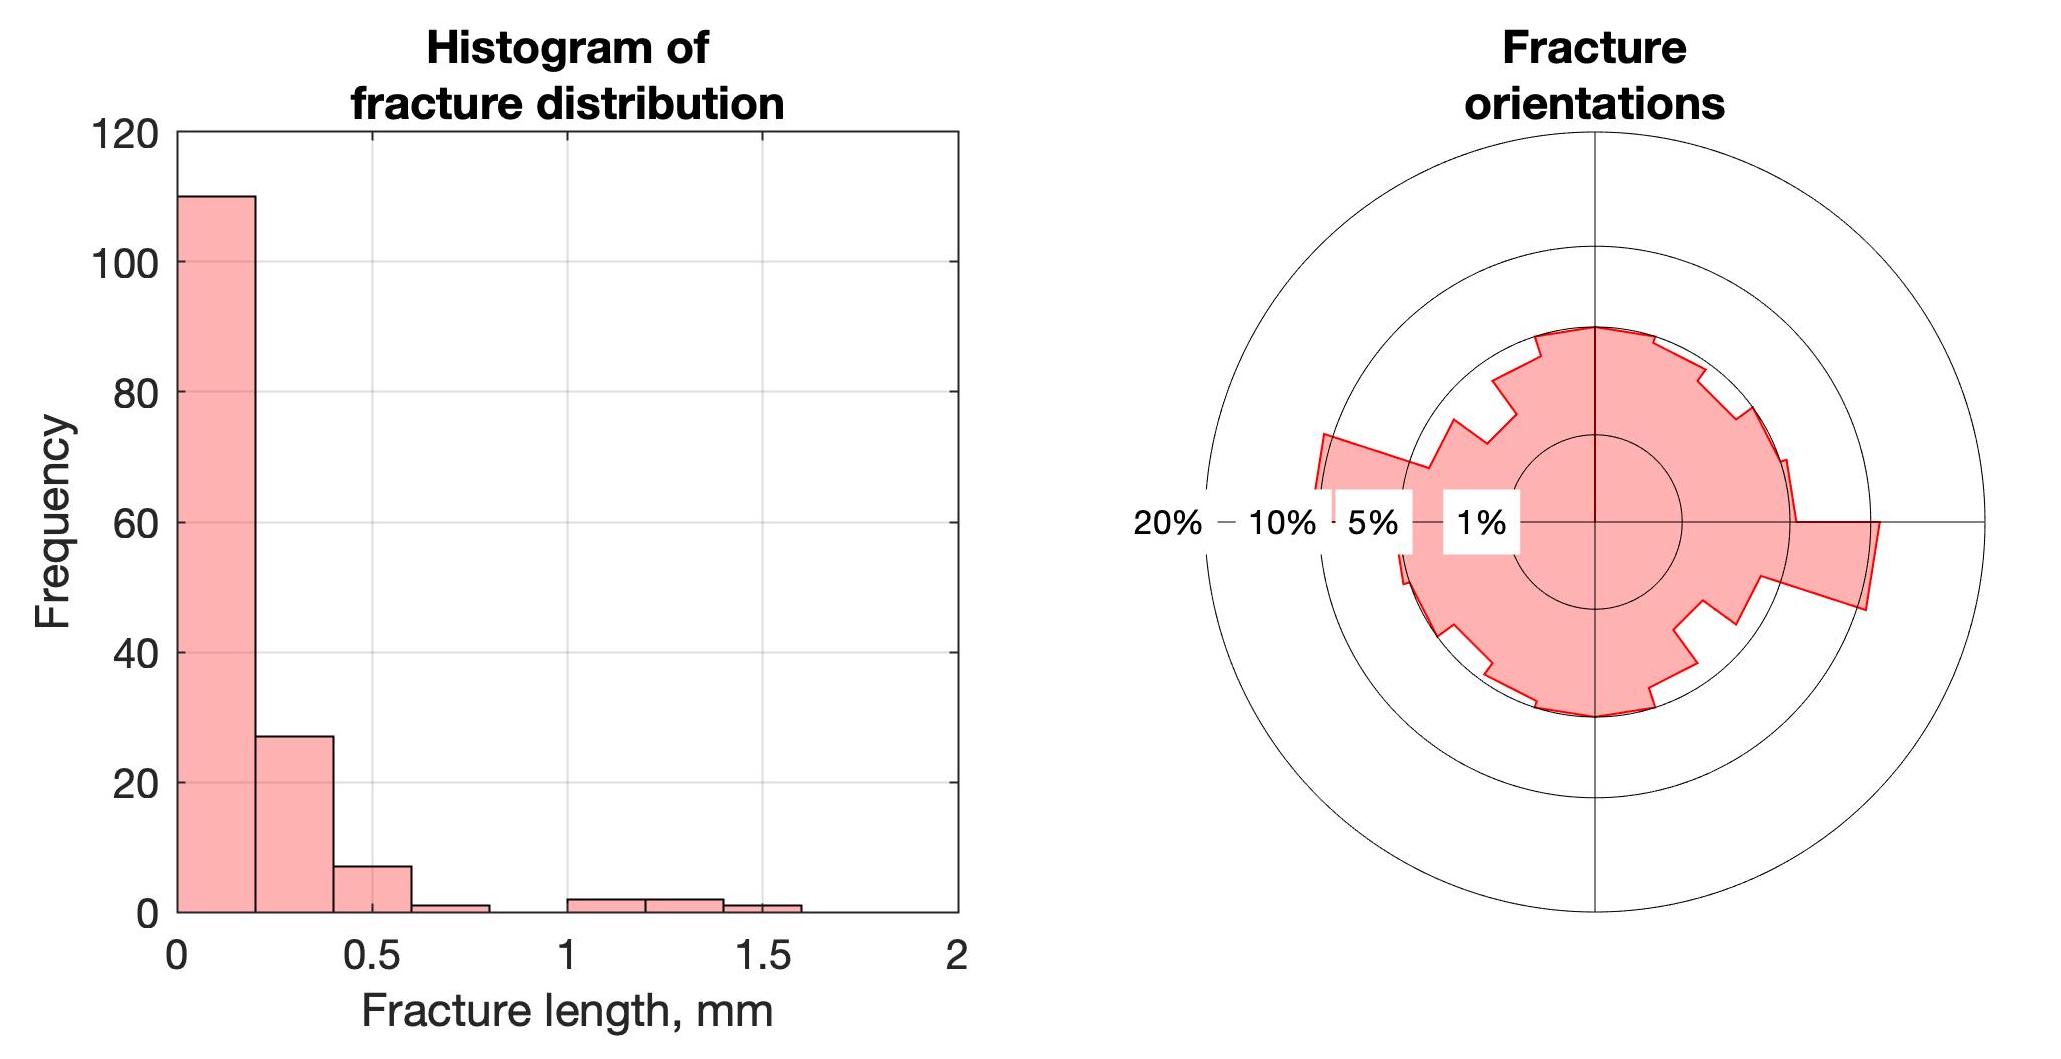 Histogram of
fracture distribution
120
100
80
60
40
20
0
Frequency
0 0.5 1 1.5 2
Fracture length, mm
Fracture
orientations
20% 10% 5% 1%